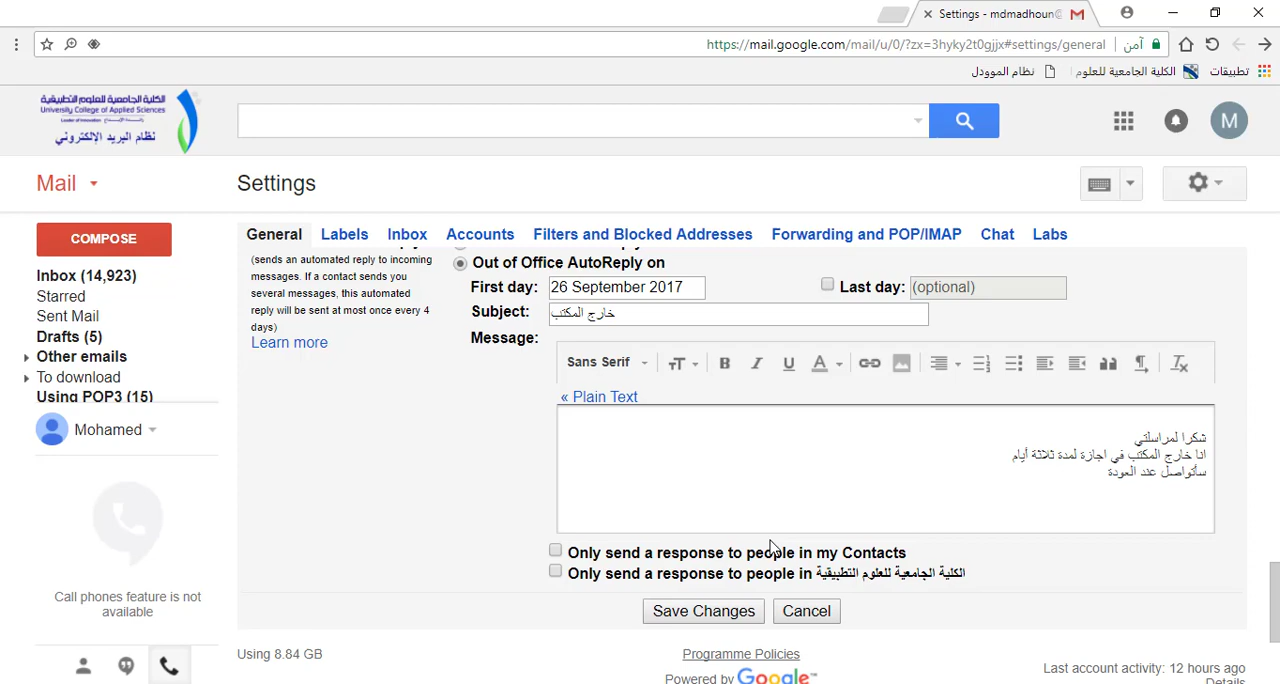 Settings - mdmadhoun@
https://mail.google.com/mail/u/0/?zx=3hyky2t0gjjx#settings/general
آمن
تطبيقات
الكلية الجامعية للعلوم
نظام الموودل
الكلية الجامعية للعلوم التطبيقية
University College of Applied Sciences
Leader of Innovation
نظام البريد الإلكتروني
M
Mail
Settings
COMPOSE
Inbox (14,923)
Starred
Sent Mail
Drafts (5)
Other emails
To download
Using POP3 (15)
Mohamed
Call phones feature is not
available
General
Labels
Inbox
Accounts
Filters and Blocked Addresses
Forwarding and POP/IMAP
Chat
Labs
(sends an automated reply to incoming
messages. If a contact sends you
several messages, this automated
reply will be sent at most once every 4
days)
Learn more
Out of Office AutoReply on
First day:
26 September 2017
Last day:
(optional)
Subject:
خارج المكتب
Message:
Sans Serif
« Plain Text
شكرا لمراسلتي
انا خارج المكتب في اجازة لمدة ثلاثة أيام
سأتواصل عند العودة
Only send a response to people in my Contacts
Only send a response to people in الكلية الجامعية للعلوم التطبيقية
Save Changes
Cancel
Using 8.84 GB
Programme Policies
Powered by Google™
Last account activity: 12 hours ago
Details